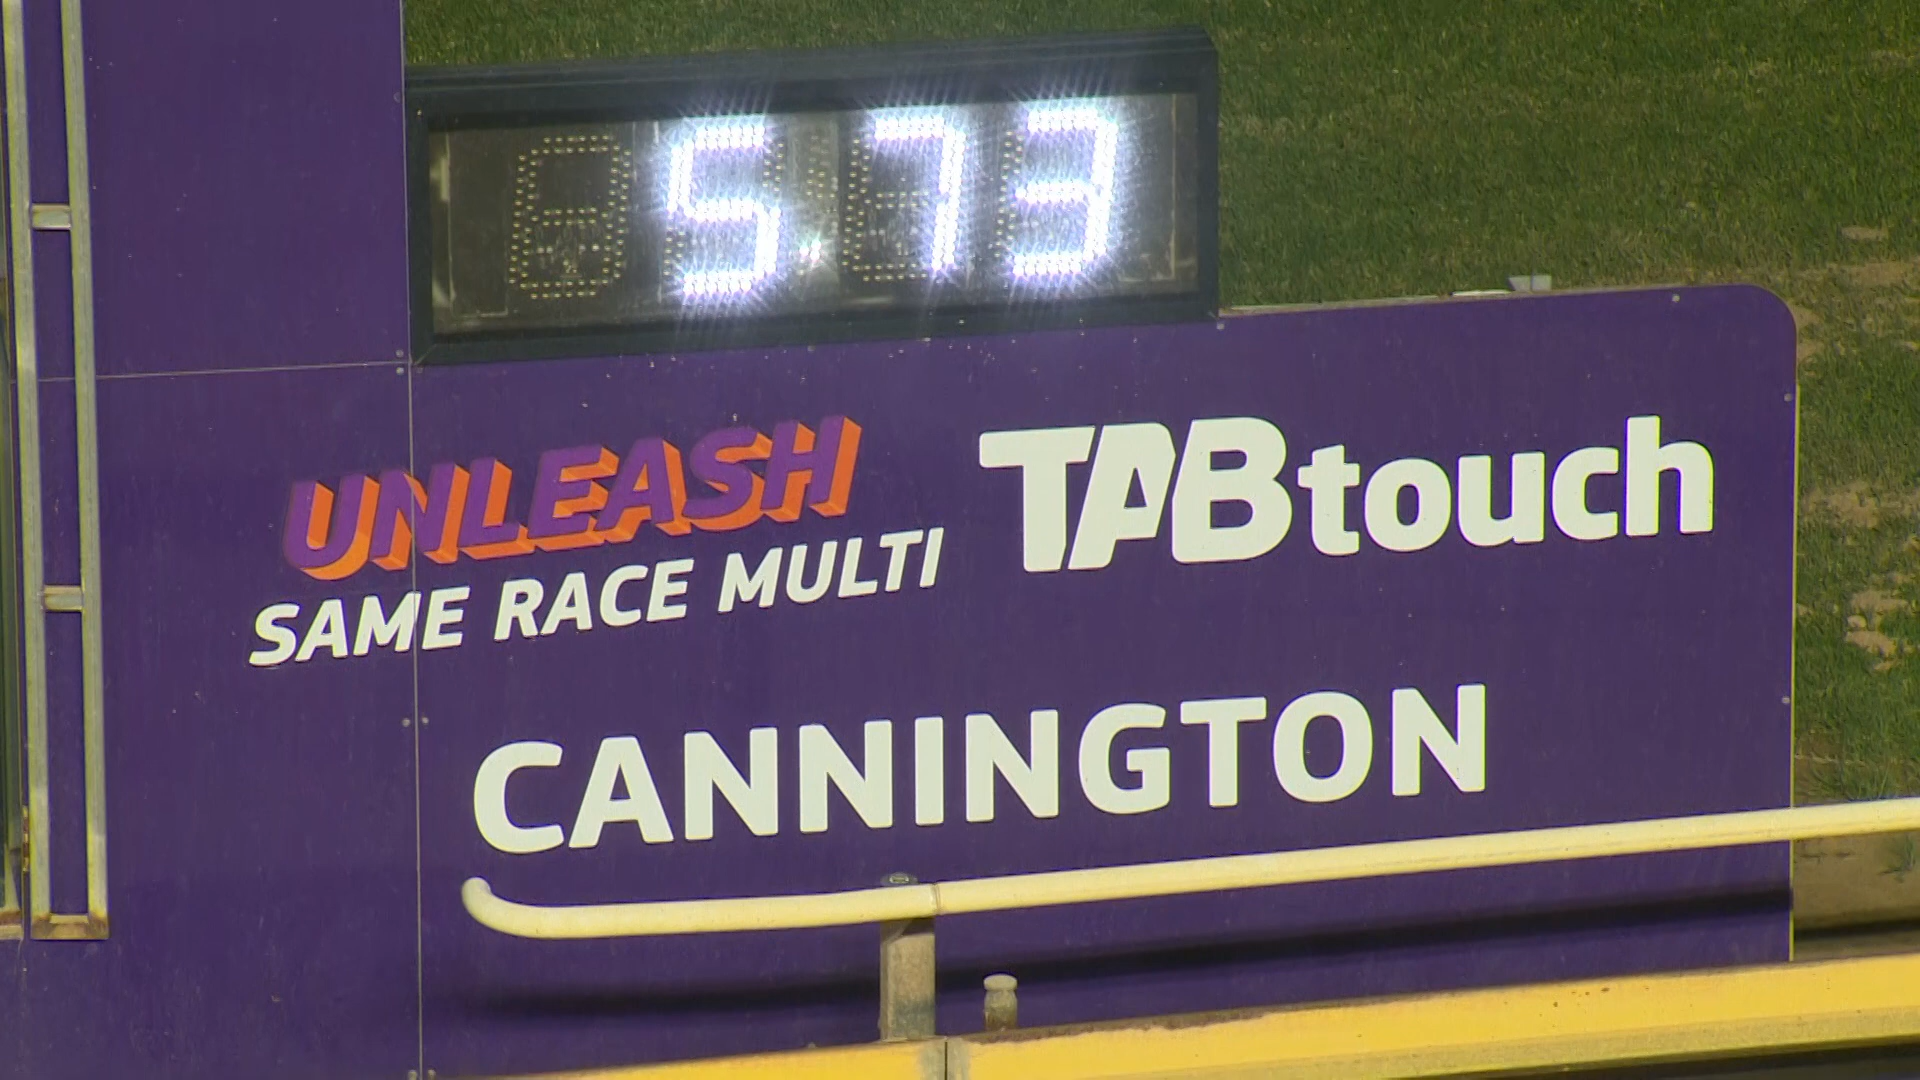 5.73
UNLEASH
SAME RACE MULTI
TABtouch
CANNINGTON